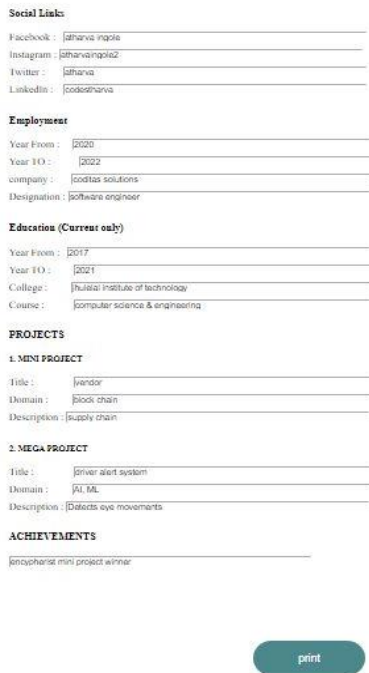 Social Links
Facebook : atharva ingole
Instagram : atharvaingole2
Twitter : atharva
LinkedIn : codestharva
Employment
Year From : 2020
Year TO : 2022
company : coditas solutions
Designation : software engineer
Education (Current only)
Year From : 2017
Year TO : 2021
College : jhulelal institute of technology
Course : computer science & engineering
PROJECTS
1. MINI PROJECT
Title : vendor
Domain : block chain
Description : supply chain
2. MEGA PROJECT
Title : driver alert system
Domain : AI, ML
Description : Detects eye movements
ACHIEVEMENTS
encypherist mini project winner
print